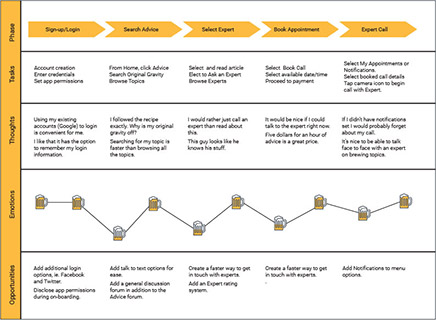 Phase
Sign-up/Login
Search Advice
Select Expert
Book Appointment
Expert Call
Tasks
Account creation
Enter credentials
Set app permissions
From Home, click Advice
Search Original Gravity
Browse Topics
Select and read article
Elect to Ask an Expert
Browse Experts
Select Book Call
Select available date/time
Proceed to payment
Select My Appointments or
Notifications.
Select booked call details
Tap camera icon to begin
call with Expert.
Thoughts
Using my existing
accounts (Google) to login
is convenient for me.
I like that it has the option
to remember my login
information.
I followed the recipe
exactly. Why is my original
gravity off?
Searching for my topic is
faster than browsing all
the topics.
I would rather just call an
expert than read about
this.
This guy looks like he
knows his stuff.
It would be nice if I could
talk to the expert right now.
Five dollars for an hour of
advice is a great price.
If I didn't have notifications
set I would probably forget
about my call.
It's nice to be able to talk
face to face with an expert
on brewing topics.
Emotions
Opportunities
Add additional login
options, ie. Facebook
and Twitter.
Disclose app permissions
during on-boarding.
Add talk to text options for
ease.
Add a general discussion
forum in addition to the
Advice forum.
Create a faster way to get
in touch with experts.
Add an Expert rating
system.
Create a faster way to get
in touch with experts.
.
Add Notifications to menu
options.